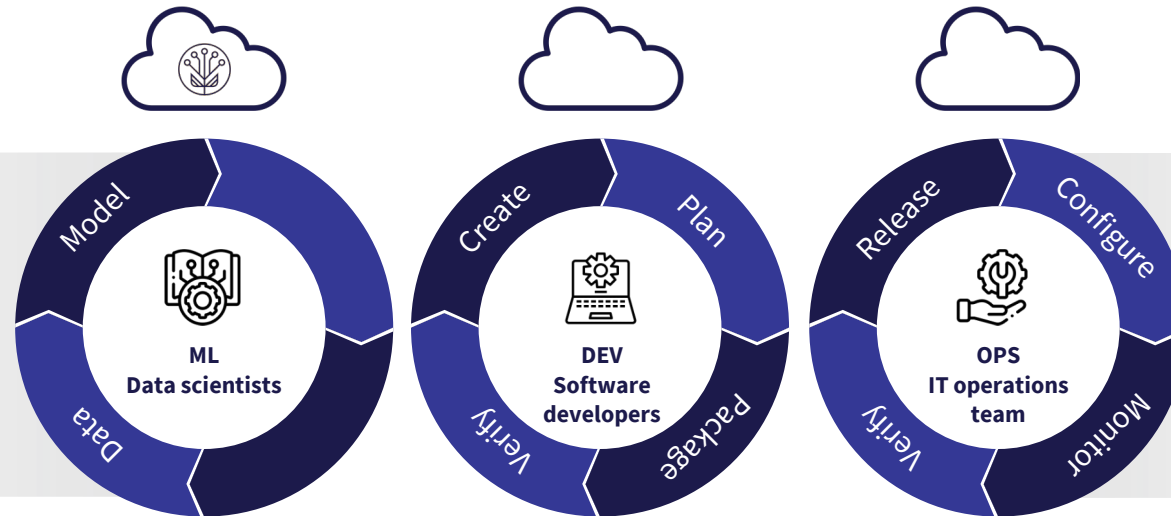 Model
Data
ML
Data scientists
Create
Plan
Verify
Package
DEV
Software
developers
Release
Configure
Verify
Monitor
OPS
IT operations
team